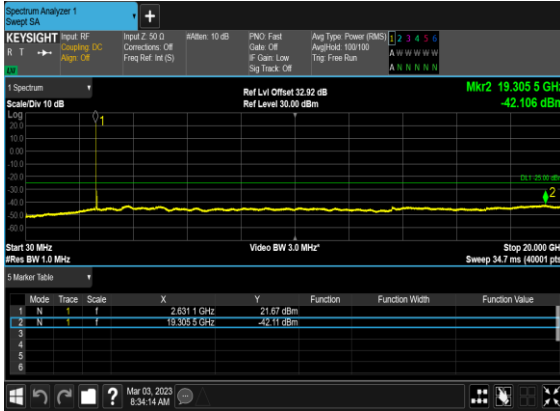 Spectrum Analyzer 1
Swept SA
+
KEYSIGHT Input: RF Input Z: 50 Ω #Atten: 10 dB PNO: Fast Avg Type: Power (RMS) 1 2 3 4 5 6
R T Coupling: DC Corrections: Off Gate: Off Avg|Hold: 100/100 A W W W W W
Align: Off Freq Ref: Int (S) IF Gain: Low Trig: Free Run
Sig Track: Off A N N N N N
1 Spectrum
Scale/Div 10 dB
Ref Lvl Offset 32.92 dB
Ref Level 30.00 dBm
Mkr2 19.305 5 GHz
-42.106 dBm
Log
20.0
10.0
0.00
-10.0
-20.0
-30.0
-40.0
-50.0
-60.0
1
DL1 -25.00 dBm
2
Start 30 MHz Video BW 3.0 MHz* Stop 20.000 GH
#Res BW 1.0 MHz Sweep 34.7 ms (40001 pts
5 Marker Table
Mode Trace Scale X Y Function Function Width Function Value
1 N 1 f 2.631 1 GHz 21.67 dBm
2 N 1 f 19.305 5 GHz -42.11 dBm
3
4
5
6
? Mar 03, 2023
8:34:14 AM